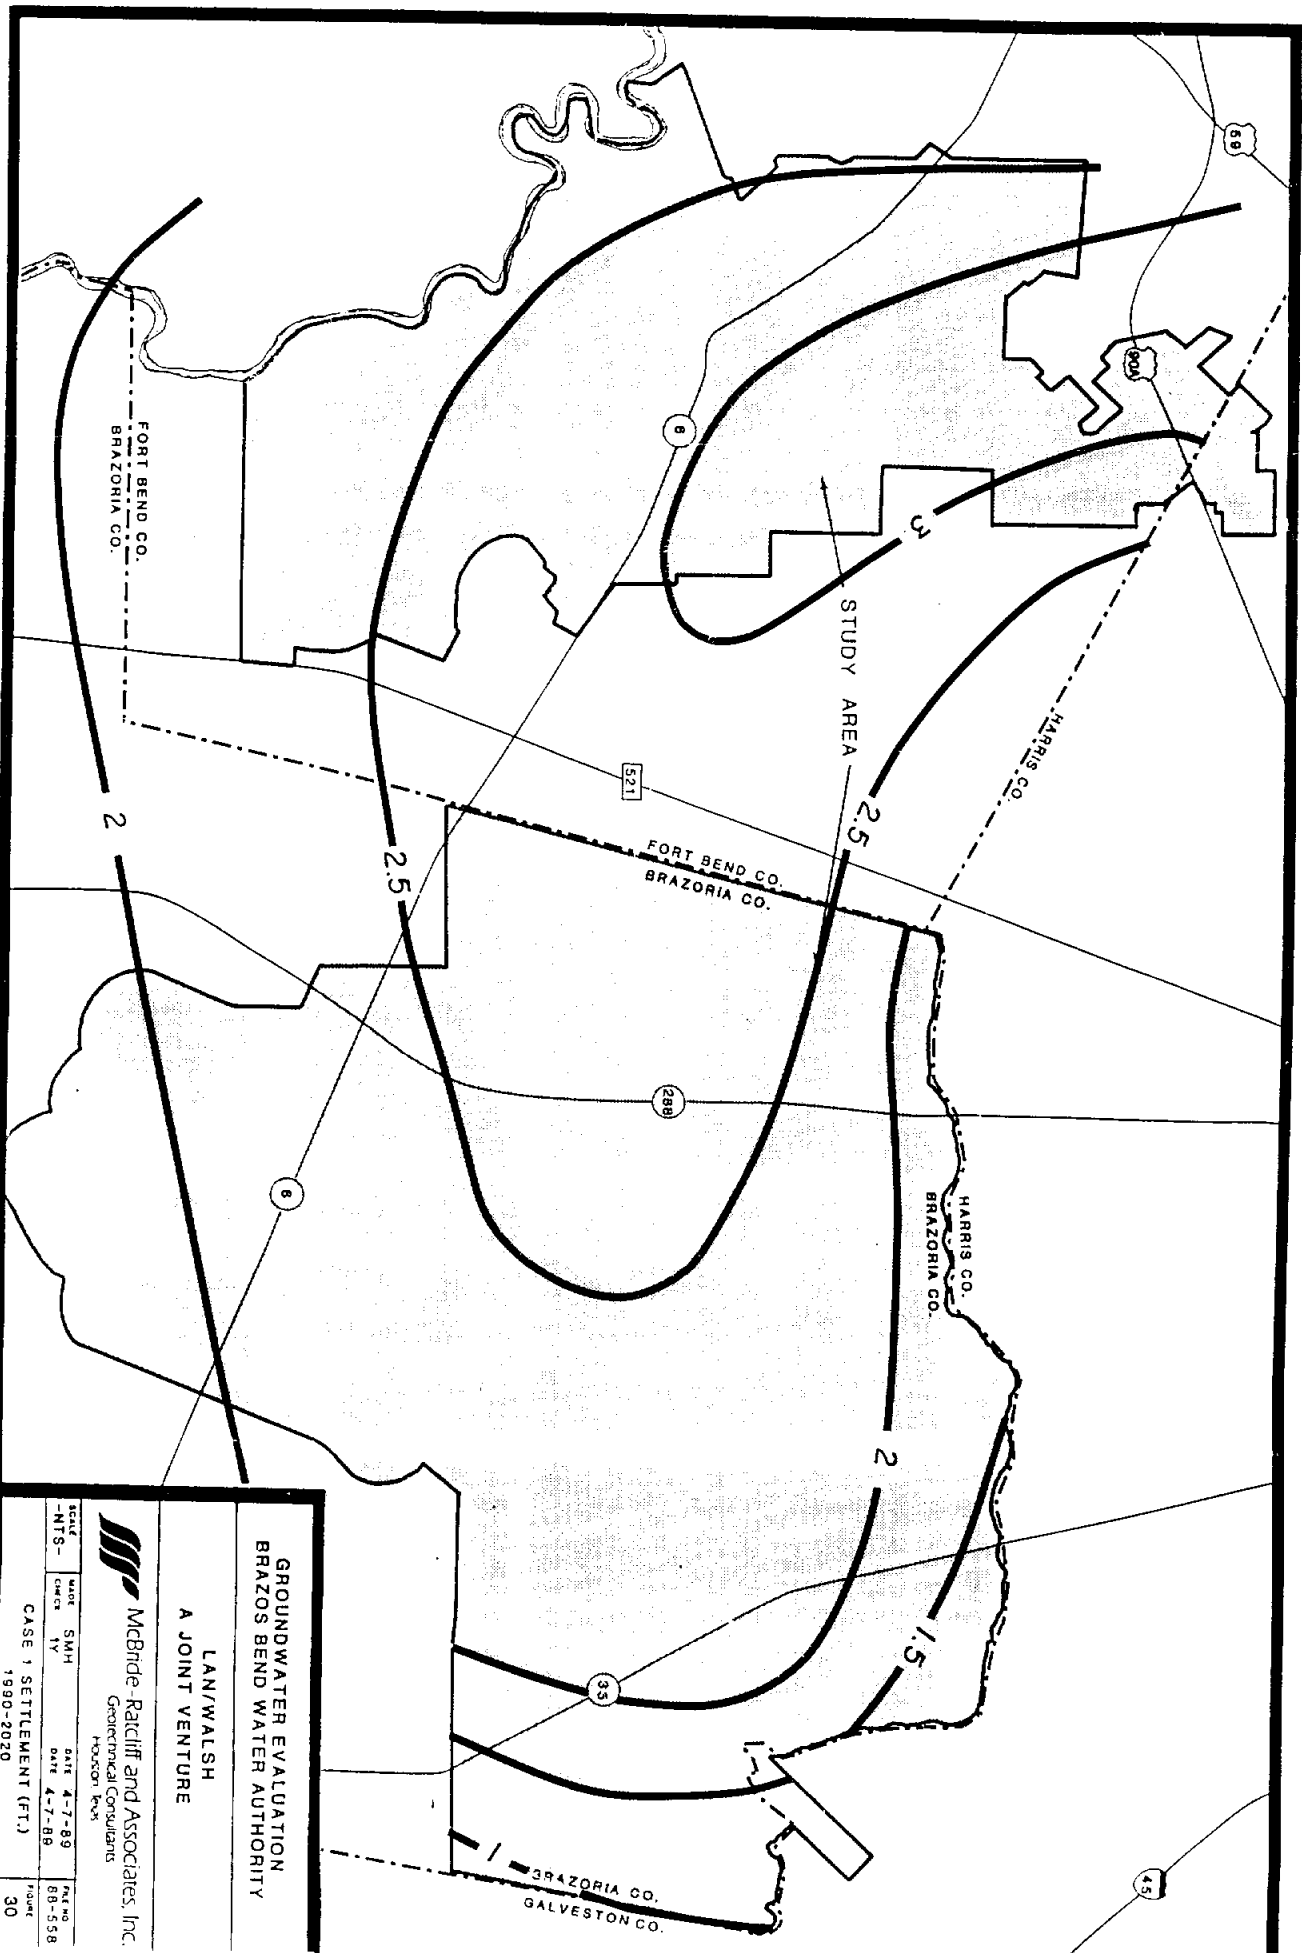 59
90A
6
3
STUDY AREA
HARRIS CO.
FORT BEND CO.
BRAZORIA CO.
521
2.5
FORT BEND CO.
BRAZORIA CO.
2.5
2
288
HARRIS CO.
BRAZORIA CO.
6
2
1.5
35
45
1
BRAZORIA CO.
GALVESTON CO.
GROUNDWATER EVALUATION
BRAZOS BEND WATER AUTHORITY
LAN/WALSH
A JOINT VENTURE
McBride-Ratcliff and Associates, Inc.
Geotechnical Consultants
Houston Texas
SCALE -NTS-
MADE SMH
CHECK TY
DATE 4-7-89
DATE 4-7-89
FILE NO 88-558
CASE 1 SETTLEMENT (FT.)
1990-2020
FIGURE 30